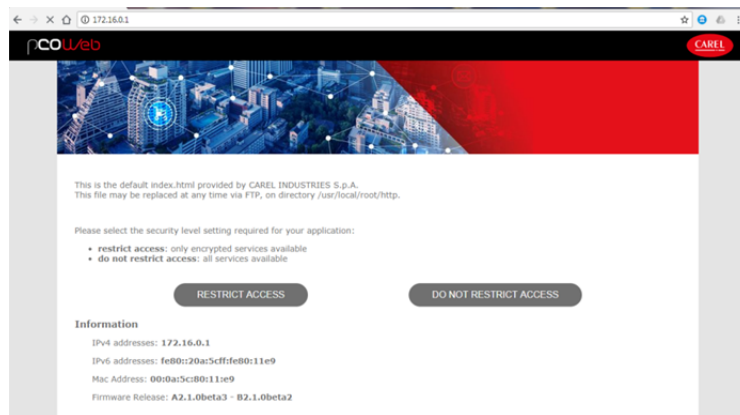 172.16.0.1
pCOWeb
CAREL
This is the default index.html provided by CAREL INDUSTRIES S.p.A.
This file may be replaced at any time via FTP, on directory /usr/local/root/http.
Please select the security level setting required for your application:
• restrict access: only encrypted services available
• do not restrict access: all services available
RESTRICT ACCESS
DO NOT RESTRICT ACCESS
Information
IPv4 addresses: 172.16.0.1
IPv6 addresses: fe80::20a:5cff:fe80:11e9
Mac Address: 00:0a:5c:80:11:e9
Firmware Release: A2.1.0beta3 - B2.1.0beta2